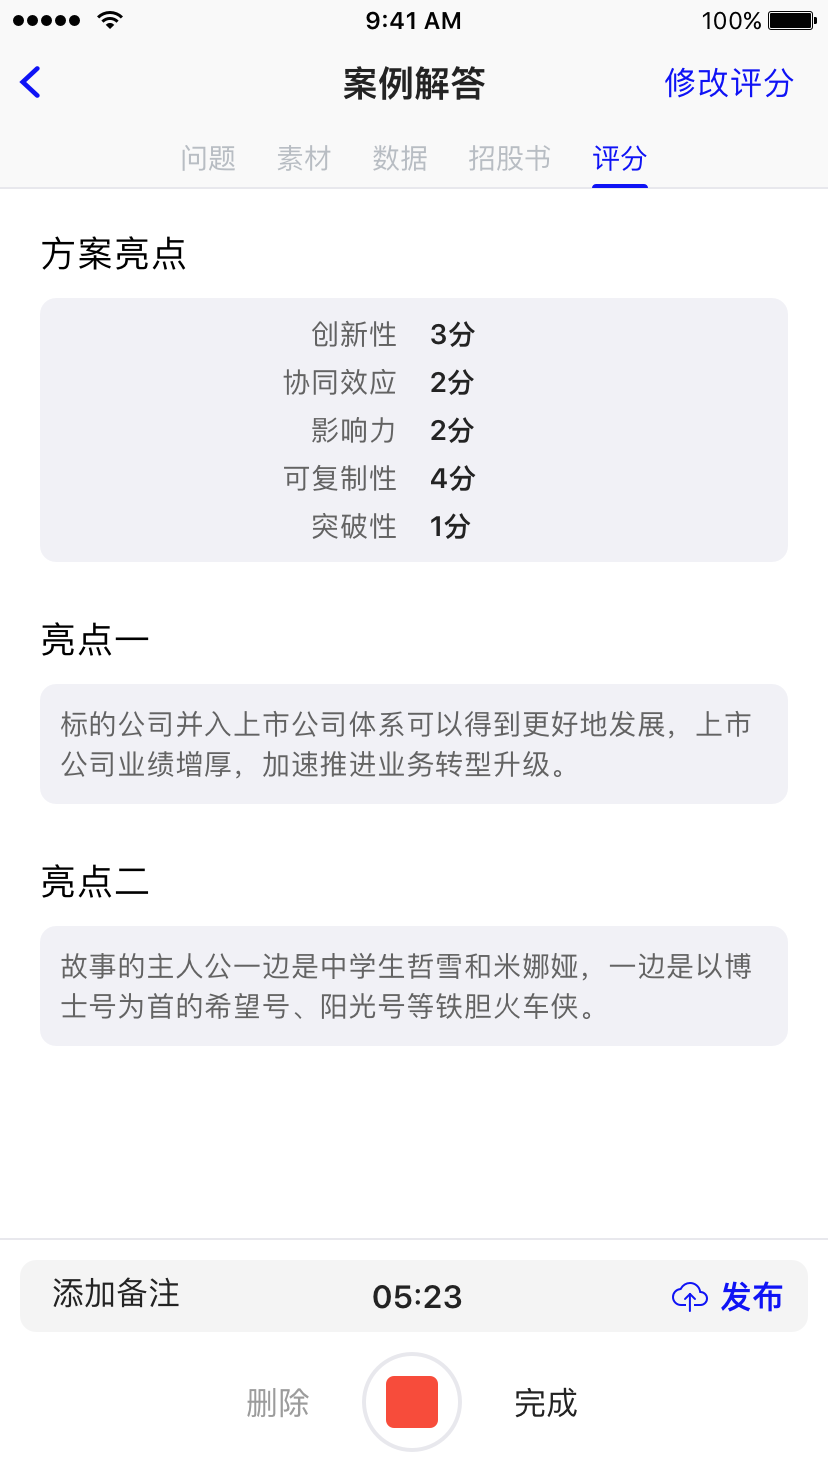 9:41 AM 100%
案例解答 修改评分
问题 素材 数据 招股书 评分
方案亮点
创新性 3分
协同效应 2分
影响力 2分
可复制性 4分
突破性 1分
亮点一
标的公司并入上市公司体系可以得到更好地发展，上市
公司业绩增厚，加速推进业务转型升级。
亮点二
故事的主人公一边是中学生哲雪和米娜娅，一边是以博
士号为首的希望号、阳光号等铁胆火车侠。
添加备注 05:23 发布
删除 完成